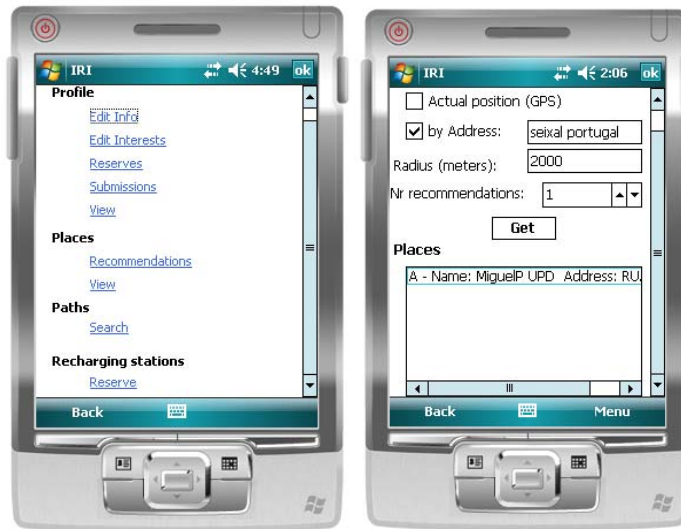 IRI 4:49 ok
Profile
Edit Info
Edit Interests
Reserves
Submissions
View
Places
Recommendations
View
Paths
Search
Recharging stations
Reserve
Back
IRI 2:06 ok
Actual position (GPS)
by Address: seixal portugal
Radius (meters): 2000
Nr recommendations: 1
Get
Places
A - Name: MiguelP UPD Address: RU.
Back Menu